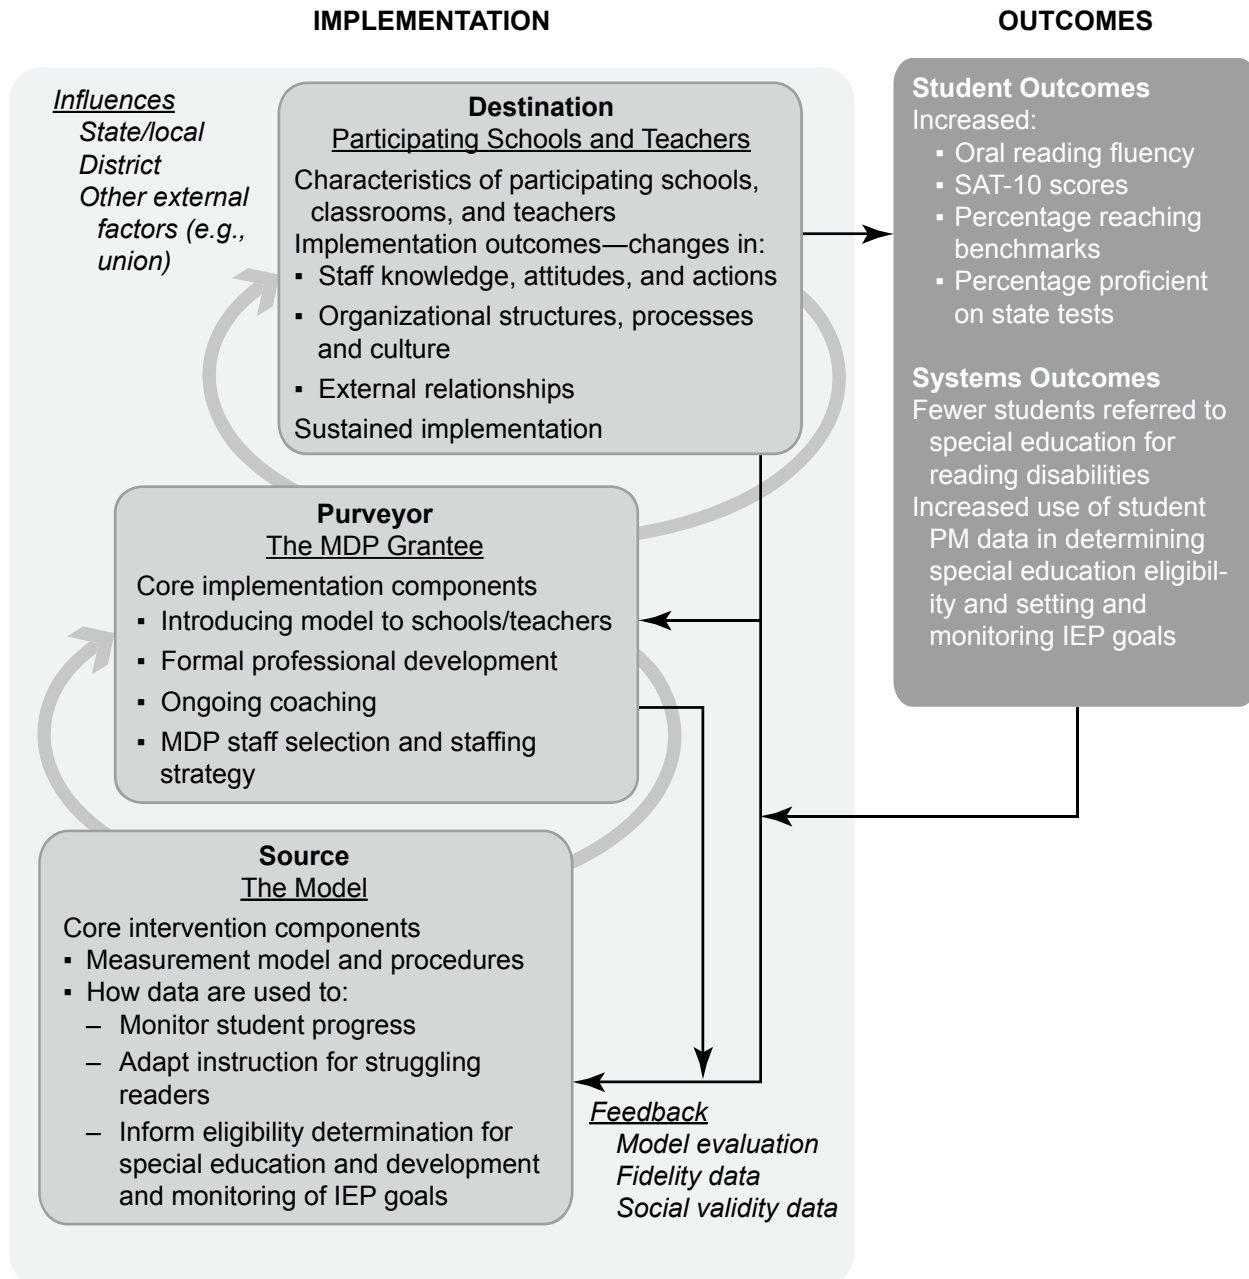 IMPLEMENTATION
OUTCOMES
Influences
State/local
District
Other external
factors (e.g.,
union)
Destination
Participating Schools and Teachers
Characteristics of participating schools,
classrooms, and teachers
Implementation outcomes—changes in:
▪ Staff knowledge, attitudes, and actions
▪ Organizational structures, processes
and culture
▪ External relationships
Sustained implementation
Student Outcomes
Increased:
▪ Oral reading fluency
▪ SAT-10 scores
▪ Percentage reaching
benchmarks
▪ Percentage proficient
on state tests
Systems Outcomes
Fewer students referred to
special education for
reading disabilities
Increased use of student
PM data in determining
special education eligibil-
ity and setting and
monitoring IEP goals
Purveyor
The MDP Grantee
Core implementation components
▪ Introducing model to schools/teachers
▪ Formal professional development
▪ Ongoing coaching
▪ MDP staff selection and staffing
strategy
Source
The Model
Core intervention components
▪ Measurement model and procedures
▪ How data are used to:
– Monitor student progress
– Adapt instruction for struggling
readers
– Inform eligibility determination for
special education and development
and monitoring of IEP goals
Feedback
Model evaluation
Fidelity data
Social validity data